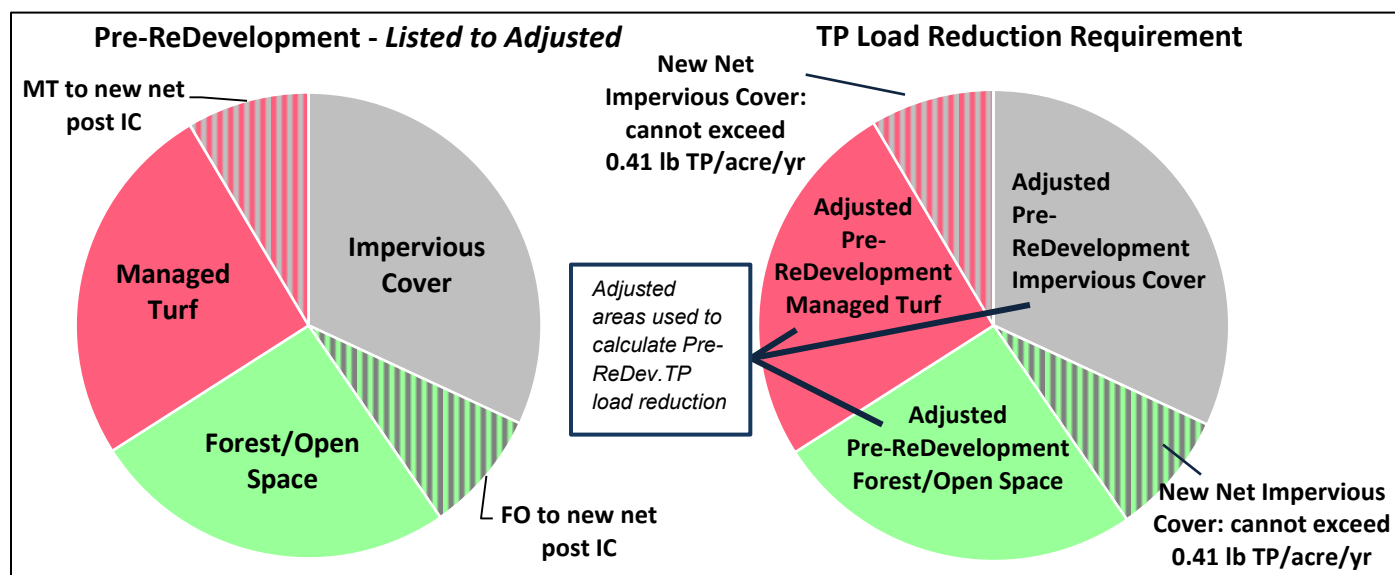 Pre-ReDevelopment - Listed to Adjusted
MT to new net
post IC
Impervious
Cover
Managed
Turf
Forest/Open
Space
FO to new net
post IC
TP Load Reduction Requirement
New Net
Impervious Cover:
cannot exceed
0.41 lb TP/acre/yr
Adjusted
Pre-
ReDevelopment
Impervious Cover
Adjusted
Pre-
ReDevelopment
Managed Turf
Adjusted
areas used to
calculate Pre-
ReDev.TP
load reduction
Adjusted
Pre-ReDevelopment
Forest/Open Space
New Net Impervious
Cover: cannot exceed
0.41 lb TP/acre/yr